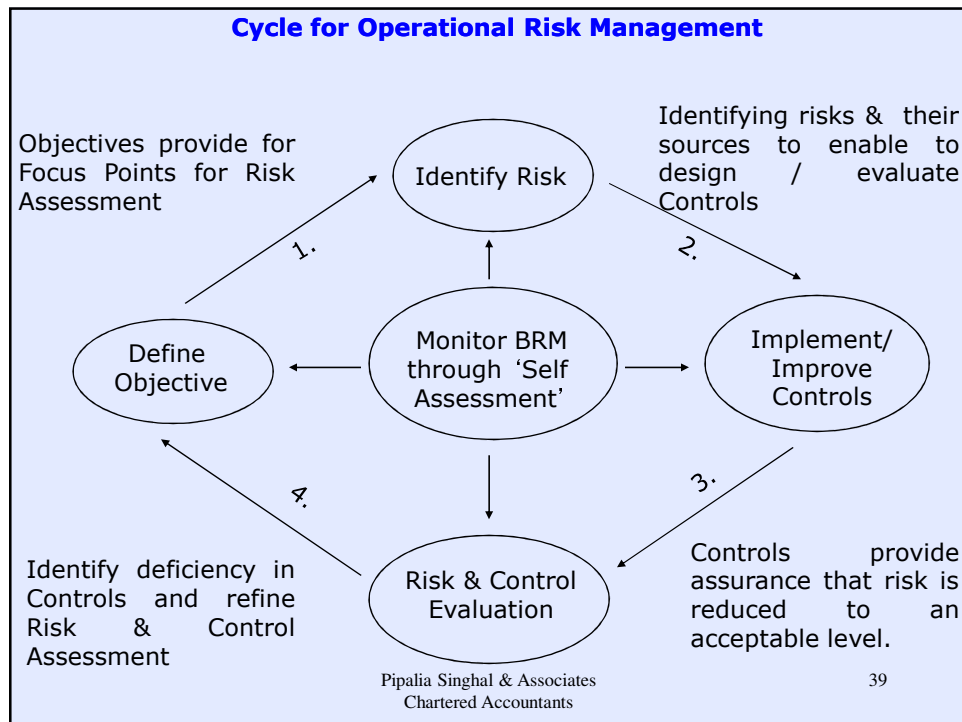 Cycle for Operational Risk Management
Objectives provide for
Focus Points for Risk
Assessment
Identify Risk
Identifying risks & their
sources to enable to
design / evaluate
Controls
1.
2.
Define
Objective
Monitor BRM
through ‘Self
Assessment’
Implement/
Improve
Controls
4.
3.
Identify deficiency in
Controls and refine
Risk & Control
Assessment
Risk & Control
Evaluation
Controls provide
assurance that risk is
reduced to an
acceptable level.
Pipalia Singhal & Associates
Chartered Accountants
39